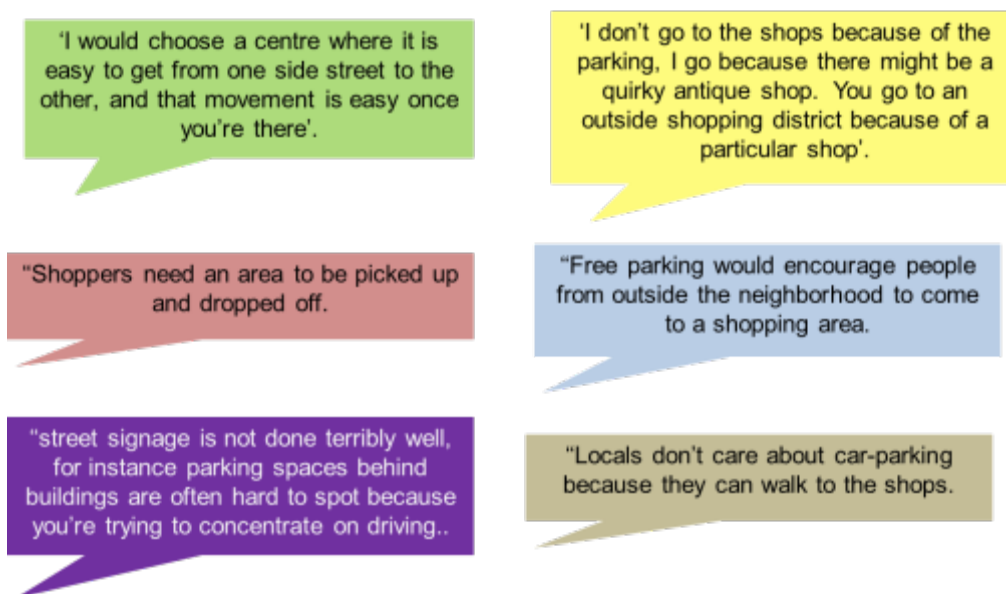 ‘I would choose a centre where it is
easy to get from one side street to the
other, and that movement is easy once
you’re there’.
‘I don’t go to the shops because of the
parking, I go because there might be a
quirky antique shop. You go to an
outside shopping district because of a
particular shop’.
“Shoppers need an area to be picked up
and dropped off.
“Free parking would encourage people
from outside the neighborhood to come
to a shopping area.
“street signage is not done terribly well,
for instance parking spaces behind
buildings are often hard to spot because
you’re trying to concentrate on driving..
“Locals don’t care about car-parking
because they can walk to the shops.